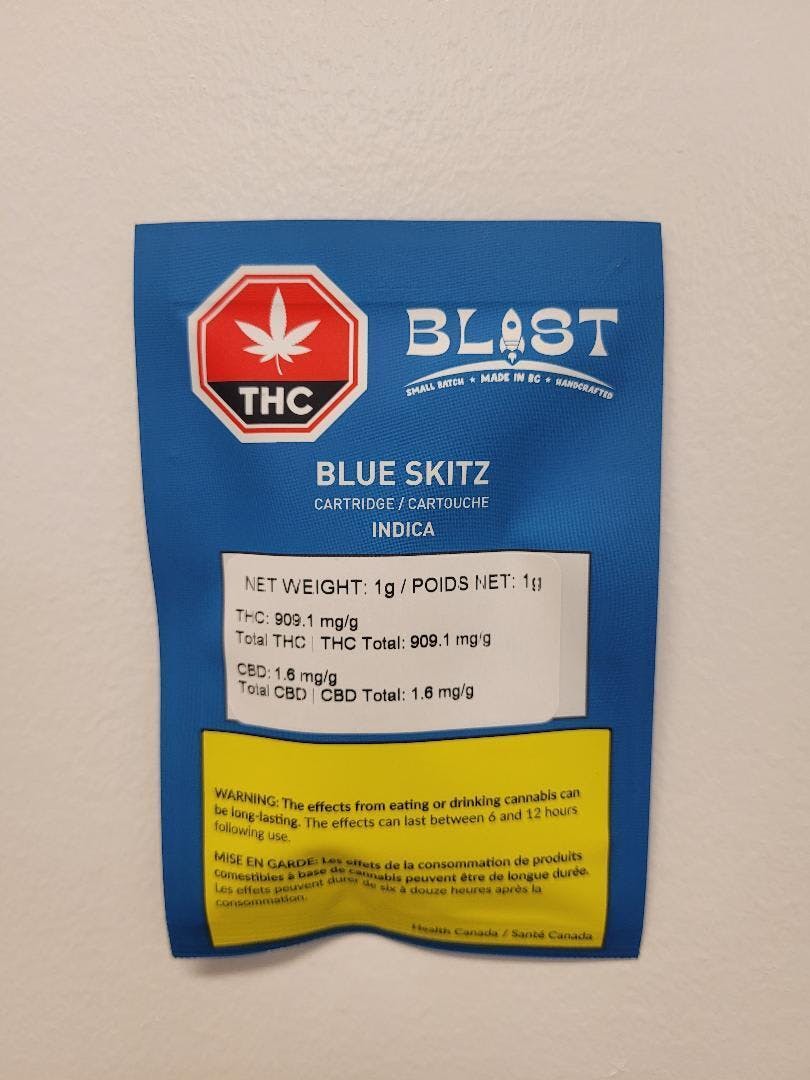 THC
BLAST
SMALL BATCH ★ MADE IN BC ★ HANDCRAFTED
BLUE SKITZ
CARTRIDGE / CARTOUCHE
INDICA
NET WEIGHT: 1g / POIDS NET: 1g
THC: 909.1 mg/g
Total THC | THC Total: 909.1 mg/g
CBD: 1.6 mg/g
Total CBD | CBD Total: 1.6 mg/g
WARNING: The effects from eating or drinking cannabis can
be long-lasting. The effects can last between 6 and 12 hours
following use.
MISE EN GARDE: Les effets de la consommation de produits
comestibles à base de cannabis peuvent être de longue durée.
Les effets peuvent durer de six à douze heures après la
consommation.
Health Canada / Santé Canada